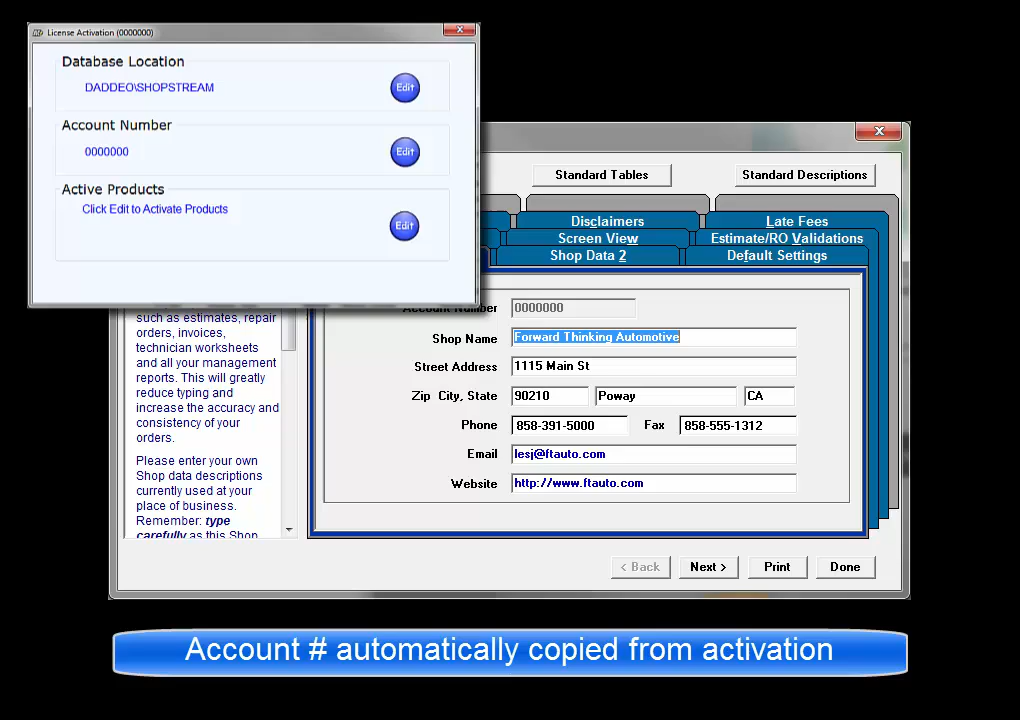 License Activation (0000000)
Database Location
DADDEO\SHOPSTREAM
Edit
Account Number
0000000
Edit
Active Products
Click Edit to Activate Products
Edit
Standard Tables
Standard Descriptions
Disclaimers
Late Fees
Screen View
Estimate/RO Validations
Shop Data 2
Default Settings
such as estimates, repair
orders, invoices,
technician worksheets
and all your management
reports. This will greatly
reduce typing and
increase the accuracy and
consistency of your
orders.
Please enter your own
Shop data descriptions
currently used at your
place of business.
Remember: type
carefully as this Shop
Account Number 0000000
Shop Name Forward Thinking Automotive
Street Address 1115 Main St
Zip City, State 90210 Poway CA
Phone 858-391-5000 Fax 858-555-1312
Email lesj@ftauto.com
Website http://www.ftauto.com
< Back Next > Print Done
Account # automatically copied from activation